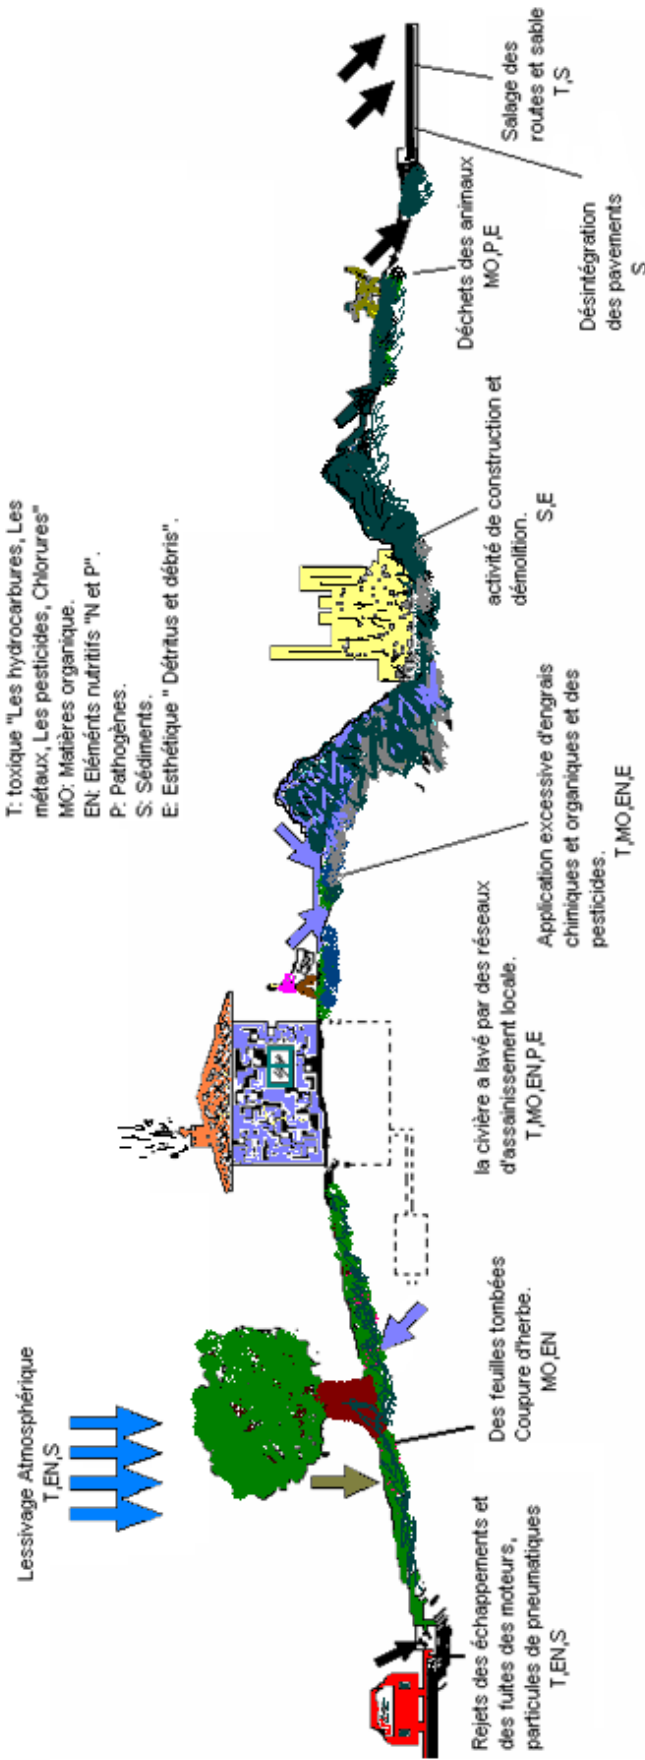 Lessivage Atmosphérique
T,EN,S
T: toxique "Les hydrocarbures, Les
métaux, Les pesticides, Chlorures"
MO: Matières organique.
EN: Eléménts nutritifs "N et P".
P: Pathogènes.
S: Sédiments.
E: Esthétique " Détritus et débris".
Rejets des échappements et
des fuites des moteurs,
particules de pneumatiques
T,EN,S
Des feuilles tombées
Coupure d'herbe.
MO,EN
la civière a lavé par des réseaux
d'assainissement locale.
T,MO,EN,P,E
Application excessive d'engrais
chimiques et organiques et des
pesticides.
T,MO,EN,E
activité de construction et
démolition.
S,E
Déchets des animaux
MO,P,E
Désintégration
des pavements
S
Salage des
routes et sable
T,S